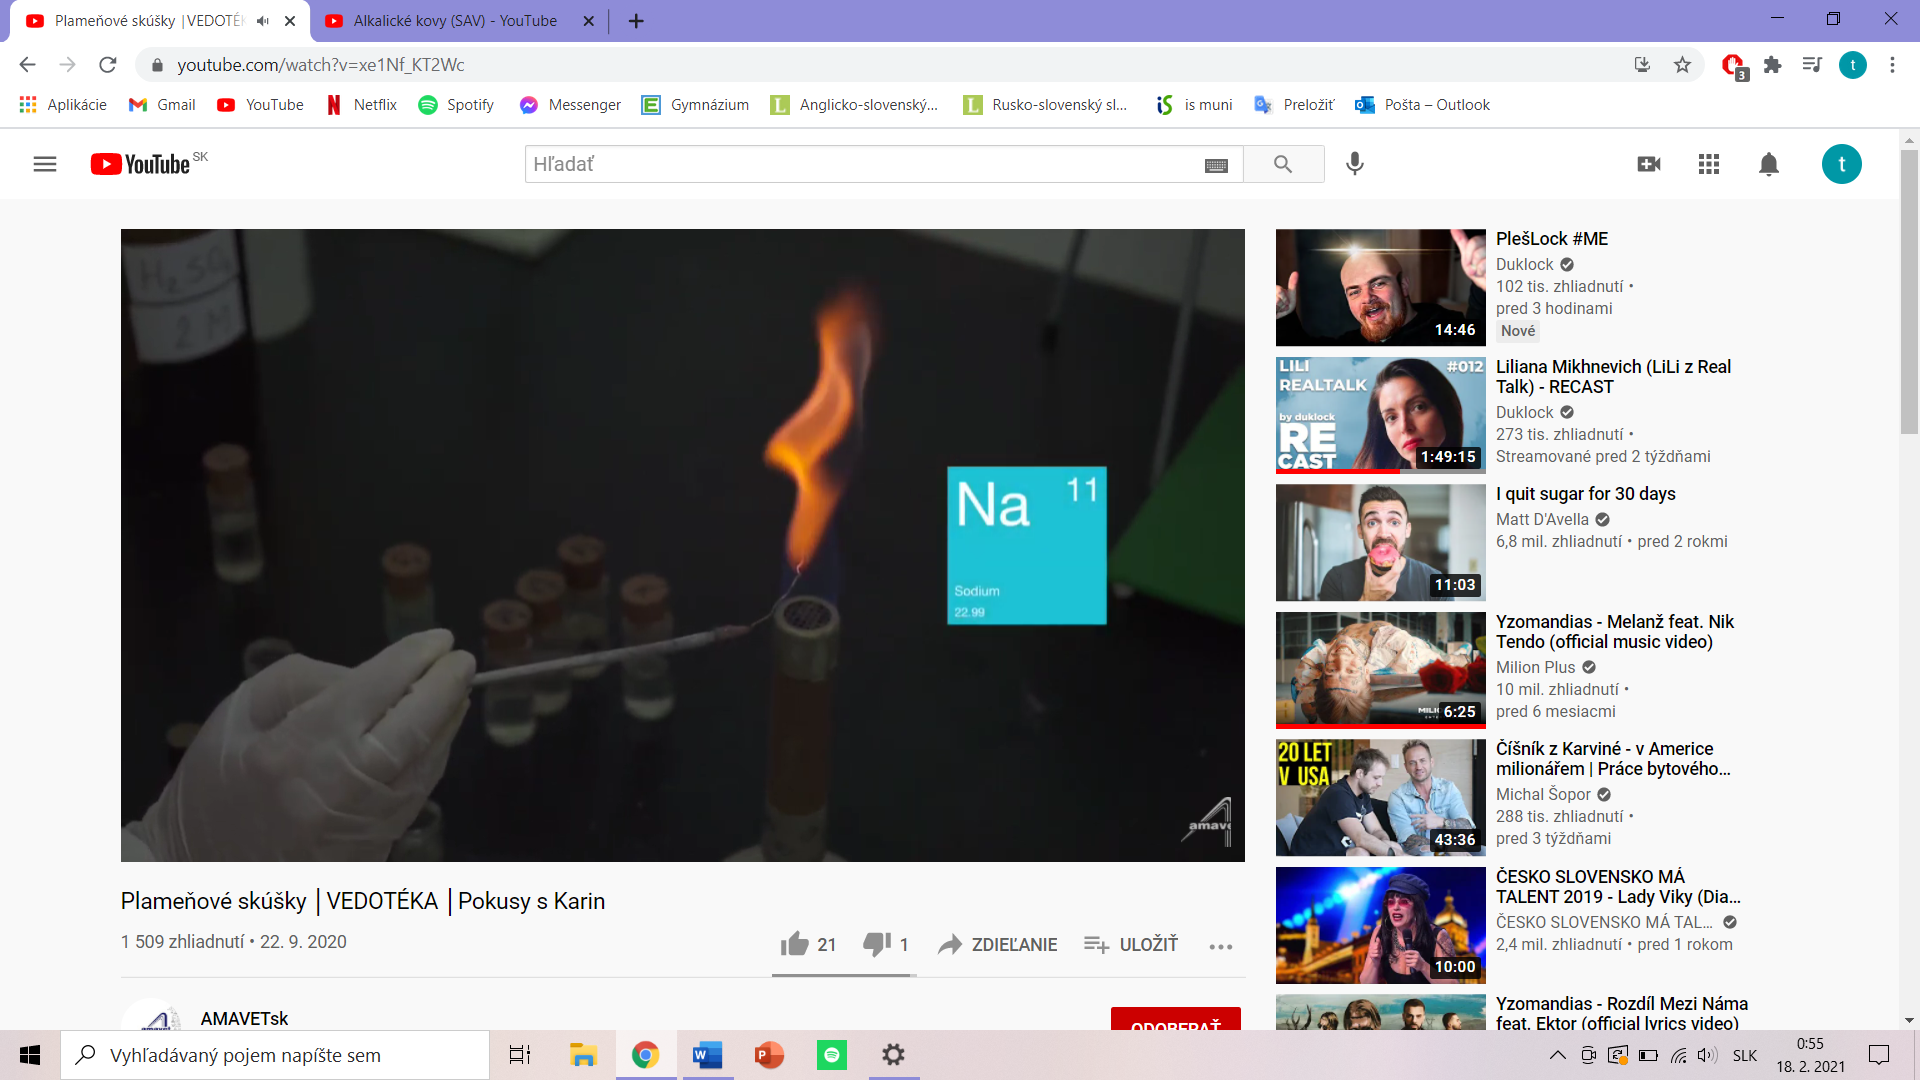 Plameňové skúšky |VEDOTÉK
Alkalické kovy (SAV) - YouTube
youtube.com/watch?v=xe1Nf_KT2Wc
3
t
Aplikácie
Gmail
YouTube
Netflix
Spotify
Messenger
Gymnázium
Anglicko-slovenský...
Rusko-slovenský sl...
is muni
Preložiť
Pošta – Outlook
YouTube SK
Hľadať
t
H2SO4
2 M
Na 11
Sodium
22.99
amave
Plameňové skúšky | VEDOTÉKA | Pokusy s Karin
1 509 zhliadnutí • 22. 9. 2020
21
1
ZDIEĽANIE
ULOŽIŤ
AMAVETsk
ODOBERAŤ
14:46
PlešLock #ME
Duklock
102 tis. zhliadnutí •
pred 3 hodinami
Nové
LILI
REALTALK
#012
by duklock
RE
CAST
1:49:15
Liliana Mikhnevich (LiLi z Real
Talk) - RECAST
Duklock
273 tis. zhliadnutí •
Streamované pred 2 týždňami
11:03
I quit sugar for 30 days
Matt D'Avella
6,8 mil. zhliadnutí • pred 2 rokmi
6:25
Yzomandias - Melanž feat. Nik
Tendo (official music video)
Milion Plus
10 mil. zhliadnutí •
pred 6 mesiacmi
20 LET
V USA
43:36
Číšník z Karviné - v Americe
milionářem | Práce bytového...
Michal Šopor
288 tis. zhliadnutí •
pred 3 týždňami
10:00
ČESKO SLOVENSKO MÁ
TALENT 2019 - Lady Viky (Dia...
ČESKO SLOVENSKO MÁ TAL...
2,4 mil. zhliadnutí • pred 1 rokom
Yzomandias - Rozdíl Mezi Náma
feat. Ektor (official lyrics video)
Vyhľadávaný pojem napíšte sem
SLK
0:55
18. 2. 2021